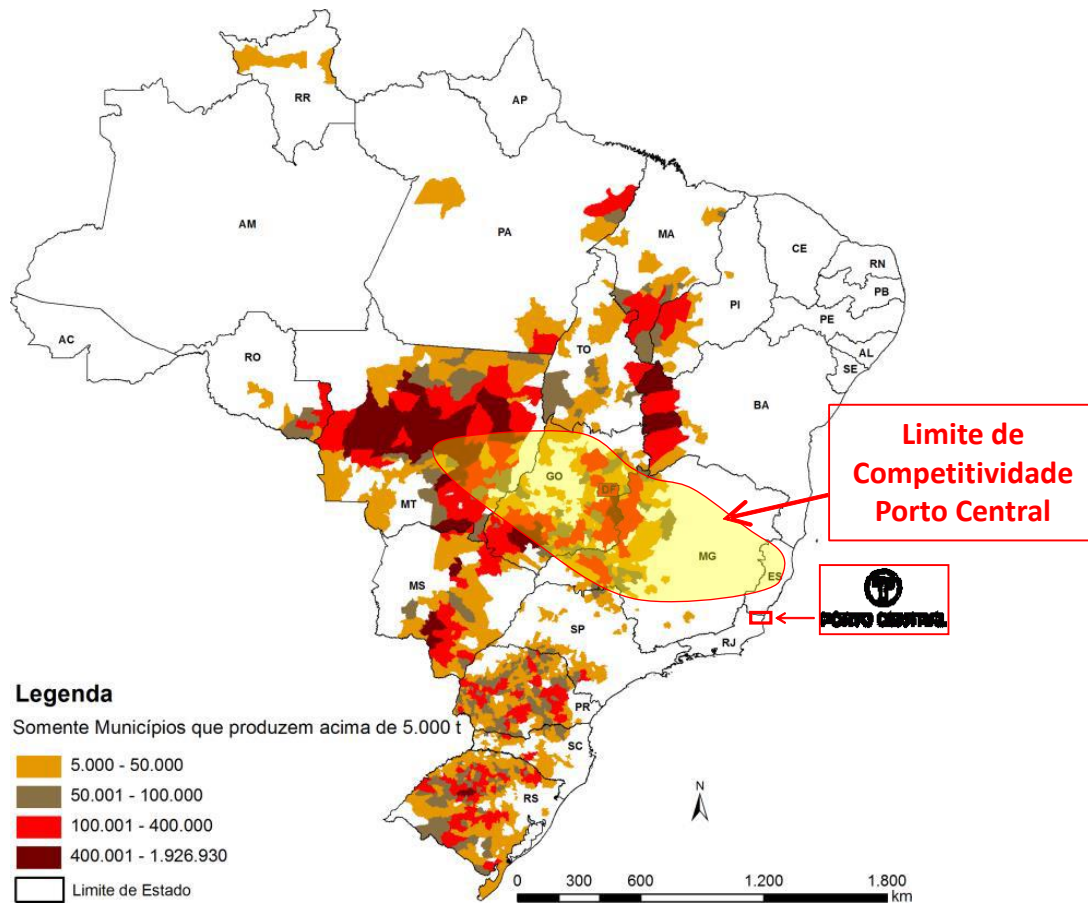 RR
AP
AM
PA
MA
CE
RN
PB
PI
PE
AC
AL
TO
SE
RO
BA
Limite de
Competitividade
Porto Central
GO
DF
MT
MG
ES
MS
PORTO CENTRAL
SP
RJ
Legenda
PR
Somente Municípios que produzem acima de 5.000 t
SC
5.000 - 50.000
50.001 - 100.000
RS
N
100.001 - 400.000
400.001 - 1.926.930
Limite de Estado
0 300 600 1.200 1.800
km